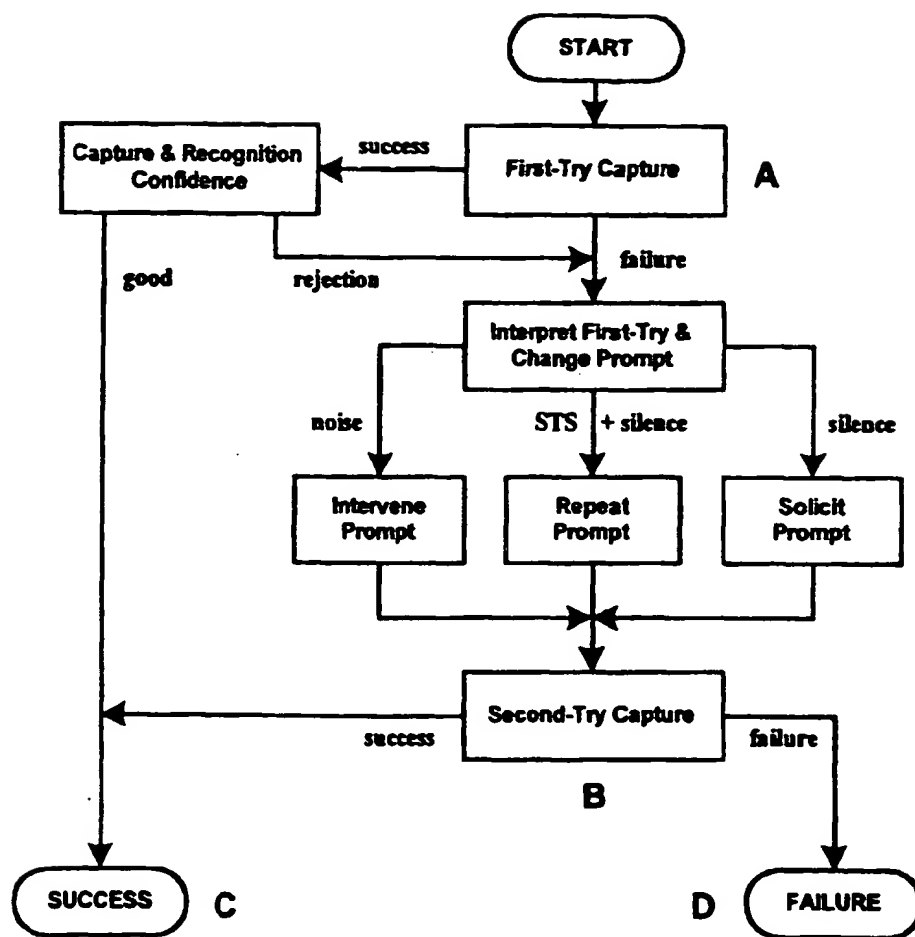 START
Capture & Recognition
Confidence
success
First-Try Capture
A
good
rejection
failure
Interpret First-Try &
Change Prompt
noise
STS + silence
silence
Intervene
Prompt
Repeat
Prompt
Solicit
Prompt
Second-Try Capture
success
failure
B
SUCCESS
C
D
FAILURE